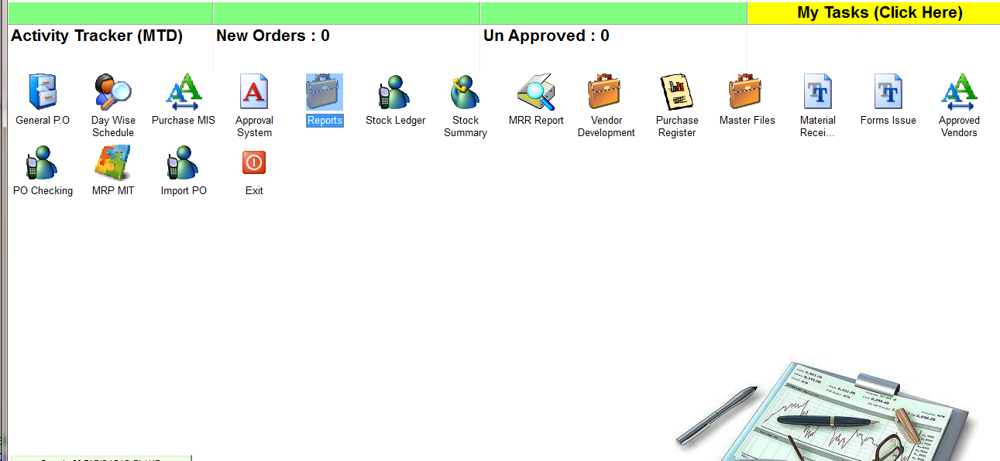 My Tasks (Click Here)
Activity Tracker (MTD)
New Orders : 0
Un Approved : 0
General P.O
Day Wise
Schedule
Purchase MIS
Approval
System
Reports
Stock Ledger
Stock
Summary
MRR Report
Vendor
Development
Purchase
Register
Master Files
Material
Recei...
Forms Issue
Approved
Vendors
PO Checking
MRP MIT
Import PO
Exit